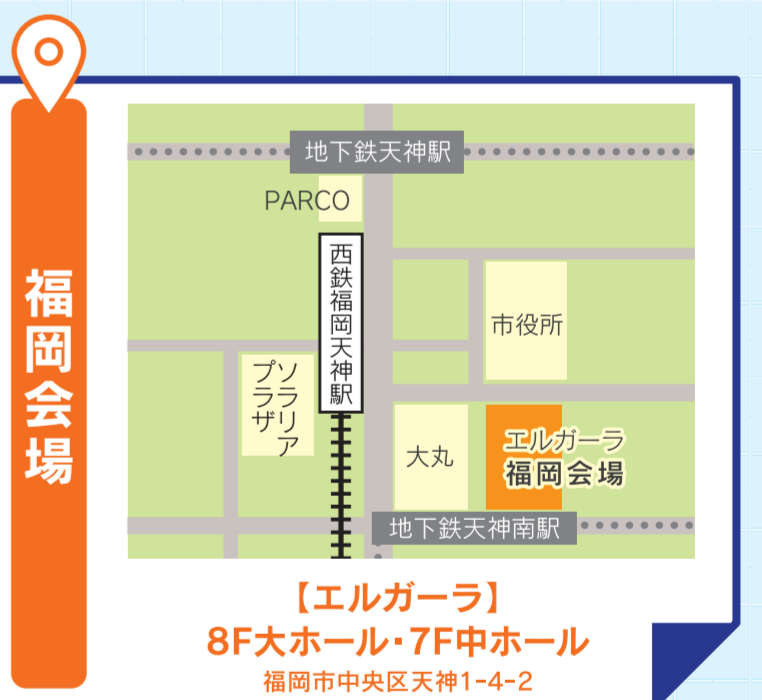 福岡会場
地下鉄天神駅
PARCO
西鉄福岡天神駅
市役所
ソラリア
プラザ
大丸
エルガーラ
福岡会場
地下鉄天神南駅
【エルガーラ】
8F大ホール・7F中ホール
福岡市中央区天神1-4-2